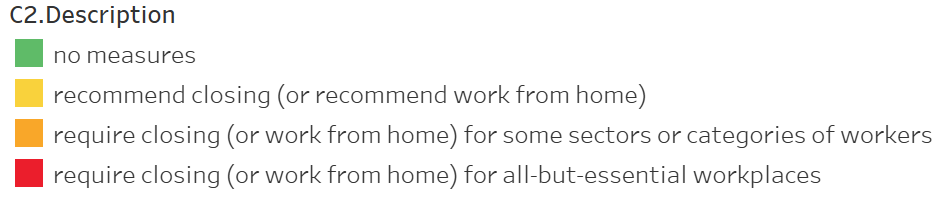 C2.Description
no measures
recommend closing (or recommend work from home)
require closing (or work from home) for some sectors or categories of workers
require closing (or work from home) for all-but-essential workplaces